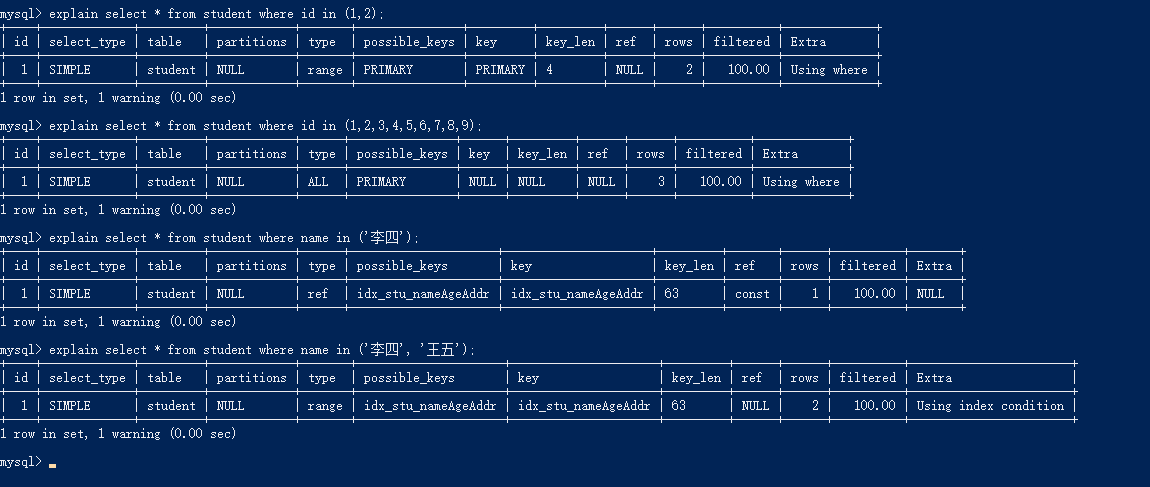 mysql> explain select * from student where id in (1,2);
| id | select_type | table | partitions | type | possible_keys | key | key_len | ref | rows | filtered | Extra |
| 1 | SIMPLE | student | NULL | range | PRIMARY | PRIMARY | 4 | NULL | 2 | 100.00 | Using where |
1 row in set, 1 warning (0.00 sec)
mysql> explain select * from student where id in (1,2,3,4,5,6,7,8,9);
| id | select_type | table | partitions | type | possible_keys | key | key_len | ref | rows | filtered | Extra |
| 1 | SIMPLE | student | NULL | ALL | PRIMARY | NULL | NULL | NULL | 3 | 100.00 | Using where |
1 row in set, 1 warning (0.00 sec)
mysql> explain select * from student where name in ('李四');
| id | select_type | table | partitions | type | possible_keys | key | key_len | ref | rows | filtered | Extra |
| 1 | SIMPLE | student | NULL | ref | idx_stu_nameAgeAddr | idx_stu_nameAgeAddr | 63 | const | 1 | 100.00 | NULL |
1 row in set, 1 warning (0.00 sec)
mysql> explain select * from student where name in ('李四', '王五');
| id | select_type | table | partitions | type | possible_keys | key | key_len | ref | rows | filtered | Extra |
| 1 | SIMPLE | student | NULL | range | idx_stu_nameAgeAddr | idx_stu_nameAgeAddr | 63 | NULL | 2 | 100.00 | Using index condition |
1 row in set, 1 warning (0.00 sec)
mysql>